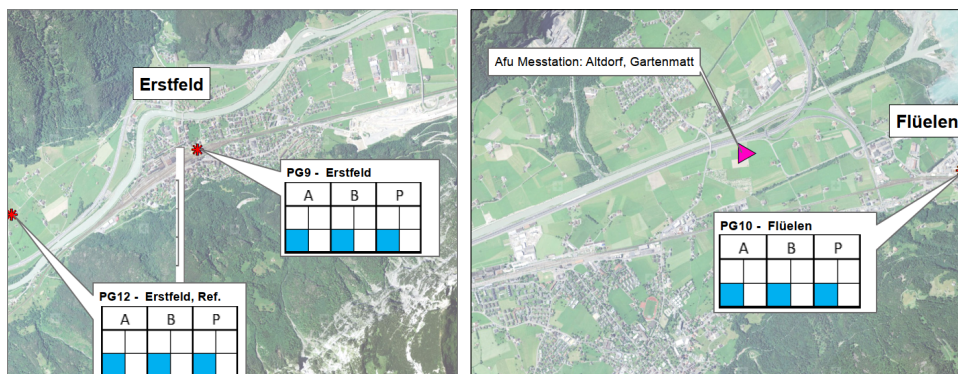 Erstfeld
PG9 - Erstfeld
A B P
PG12 - Erstfeld, Ref.
A B P
Afu Messtation: Altdorf, Gartenmatt
Flüelen
PG10 - Flüelen
A B P